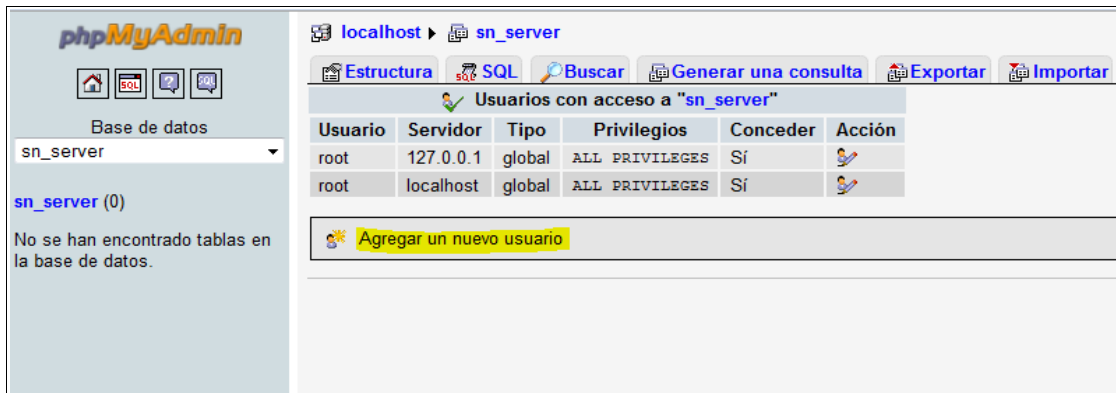 phpMyAdmin
SQL
SQL
Base de datos
sn_server
sn_server (0)
No se han encontrado tablas en
la base de datos.
localhost sn_server
Estructura SQL Buscar Generar una consulta Exportar Importar
Usuarios con acceso a "sn_server"
Usuario Servidor Tipo Privilegios Conceder Acción
root 127.0.0.1 global ALL PRIVILEGES Sí
root localhost global ALL PRIVILEGES Sí
Agregar un nuevo usuario